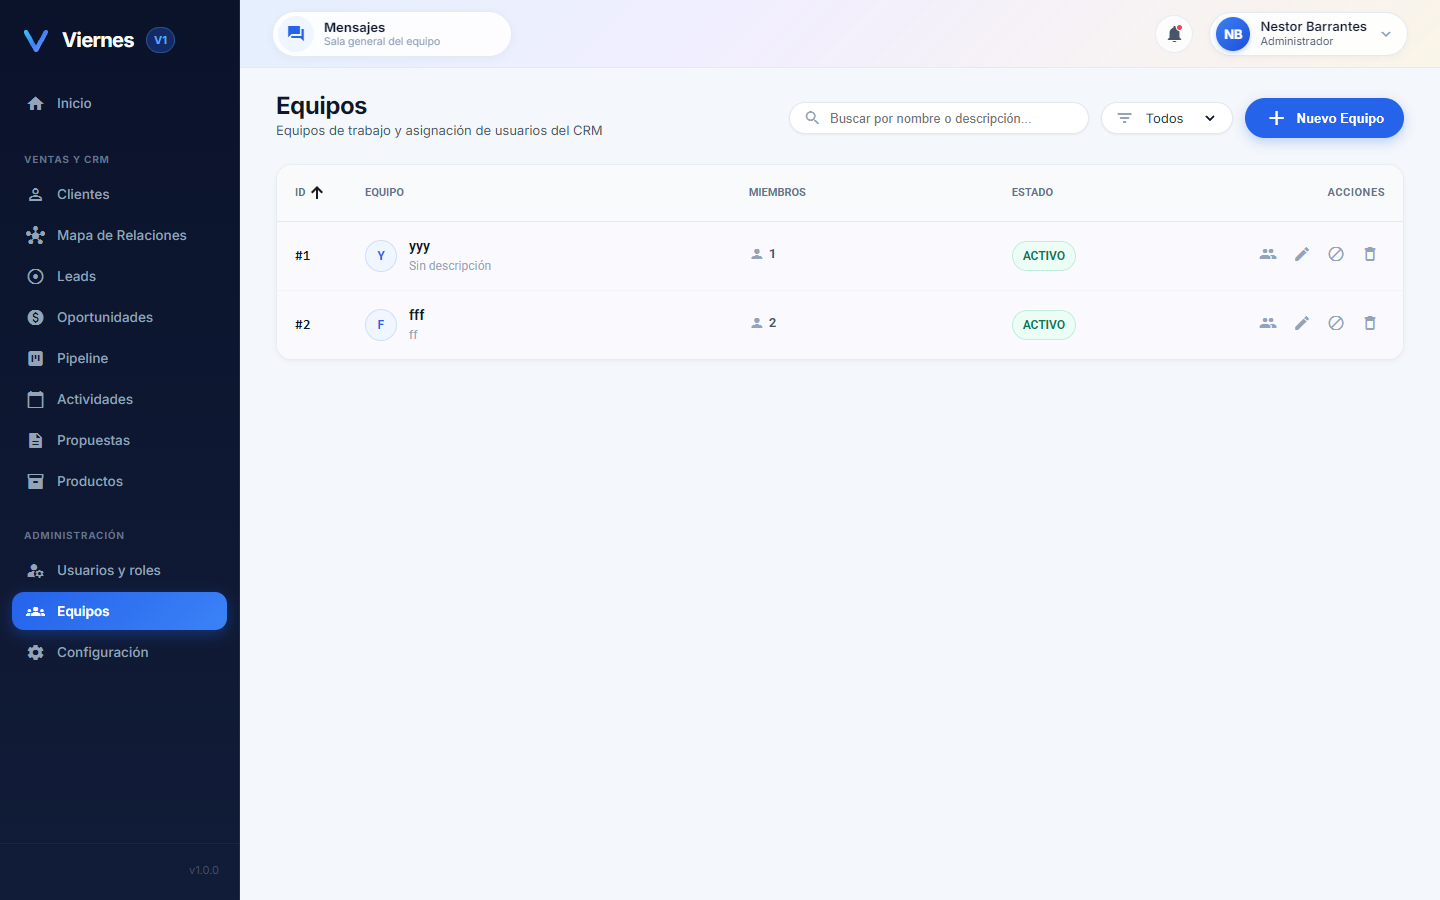 Viernes V1
Inicio
VENTAS Y CRM
Clientes
Mapa de Relaciones
Leads
Oportunidades
Pipeline
Actividades
Propuestas
Productos
ADMINISTRACIÓN
Usuarios y roles
Equipos
Configuración
v1.0.0
Mensajes
Sala general del equipo
NB
Nestor Barrantes
Administrador
Equipos
Equipos de trabajo y asignación de usuarios del CRM
Buscar por nombre o descripción...
Todos
Nuevo Equipo
ID EQUIPO MIEMBROS ESTADO ACCIONES
#1 Y yyy 1 ACTIVO
Sin descripción
#2 F fff 2 ACTIVO
ff